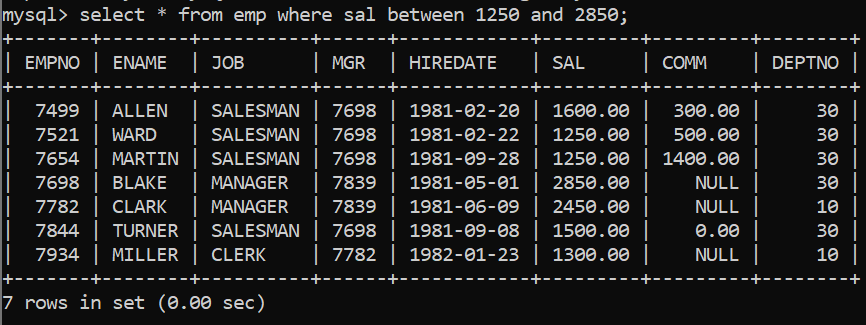 mysql> select * from emp where sal between 1250 and 2850;
+-------+--------+----------+------+------------+---------+---------+--------+
| EMPNO | ENAME  | JOB      | MGR  | HIREDATE   | SAL     | COMM    | DEPTNO |
+-------+--------+----------+------+------------+---------+---------+--------+
|  7499 | ALLEN  | SALESMAN | 7698 | 1981-02-20 | 1600.00 |  300.00 |     30 |
|  7521 | WARD   | SALESMAN | 7698 | 1981-02-22 | 1250.00 |  500.00 |     30 |
|  7654 | MARTIN | SALESMAN | 7698 | 1981-09-28 | 1250.00 | 1400.00 |     30 |
|  7698 | BLAKE  | MANAGER  | 7839 | 1981-05-01 | 2850.00 |    NULL |     30 |
|  7782 | CLARK  | MANAGER  | 7839 | 1981-06-09 | 2450.00 |    NULL |     10 |
|  7844 | TURNER | SALESMAN | 7698 | 1981-09-08 | 1500.00 |    0.00 |     30 |
|  7934 | MILLER | CLERK    | 7782 | 1982-01-23 | 1300.00 |    NULL |     10 |
+-------+--------+----------+------+------------+---------+---------+--------+
7 rows in set (0.00 sec)